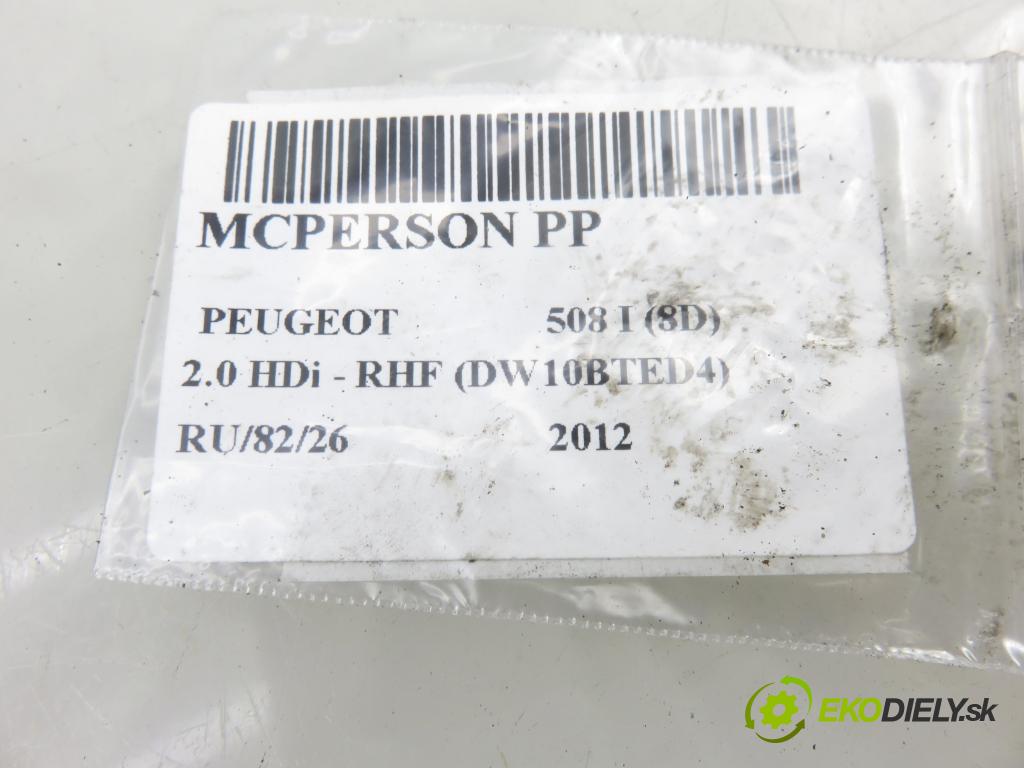 MCPERSON PP
PEUGEOT 508 I (8D)
2.0 HDi - RHF (DW10BTED4)
RU/82/26 2012
EKODIELY.sk